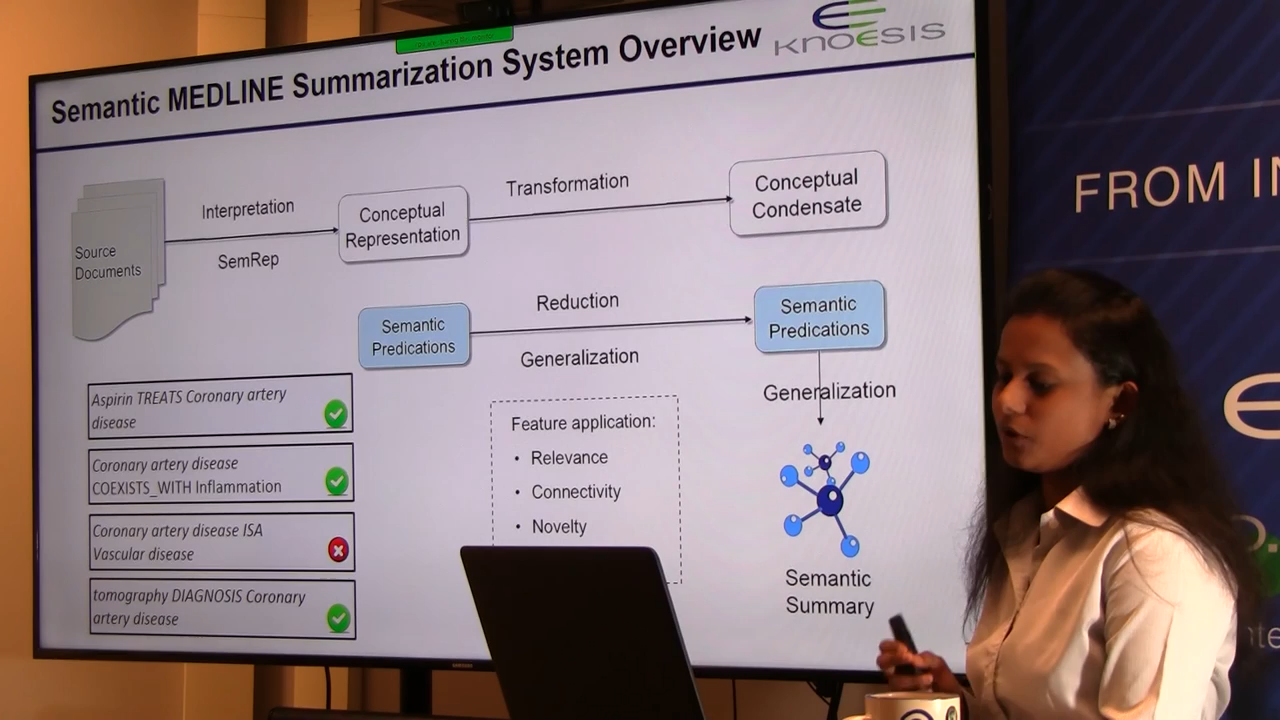 Semantic MEDLINE Summarization System Overview
KNOESIS
Interpretation
SemRep
Source
Documents
Conceptual
Representation
Transformation
Conceptual
Condensate
Semantic
Predications
Reduction
Generalization
Semantic
Predications
Generalization
Aspirin TREATS Coronary artery
disease
Coronary artery disease
COEXISTS_WITH Inflammation
Coronary artery disease ISA
Vascular disease
tomography DIAGNOSIS Coronary
artery disease
Feature application:
• Relevance
• Connectivity
• Novelty
Semantic
Summary
SAMSUNG
FROM IN